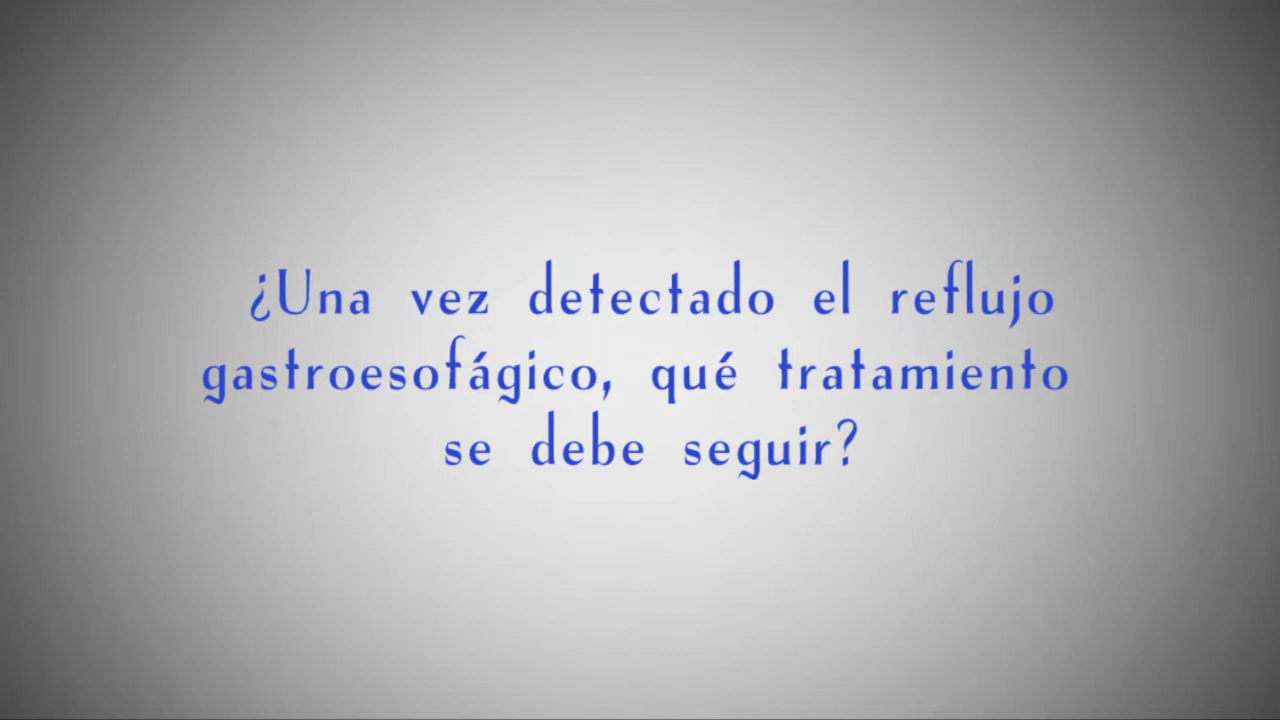 ¿Una vez detectado el reflujo
gastroesofágico, qué tratamiento
se debe seguir?